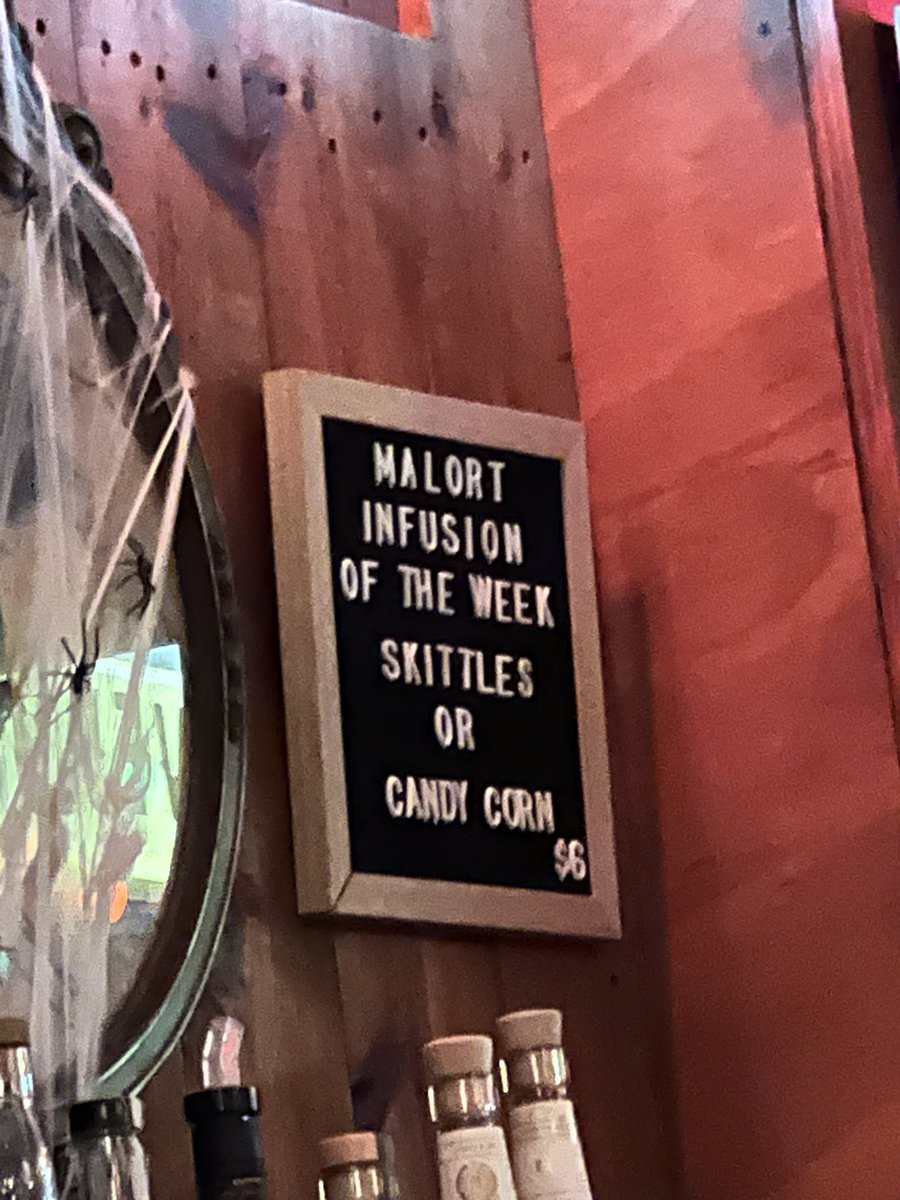 MALORT
INFUSION
OF THE WEEK
SKITTLES
OR
CANDY CORN
$6